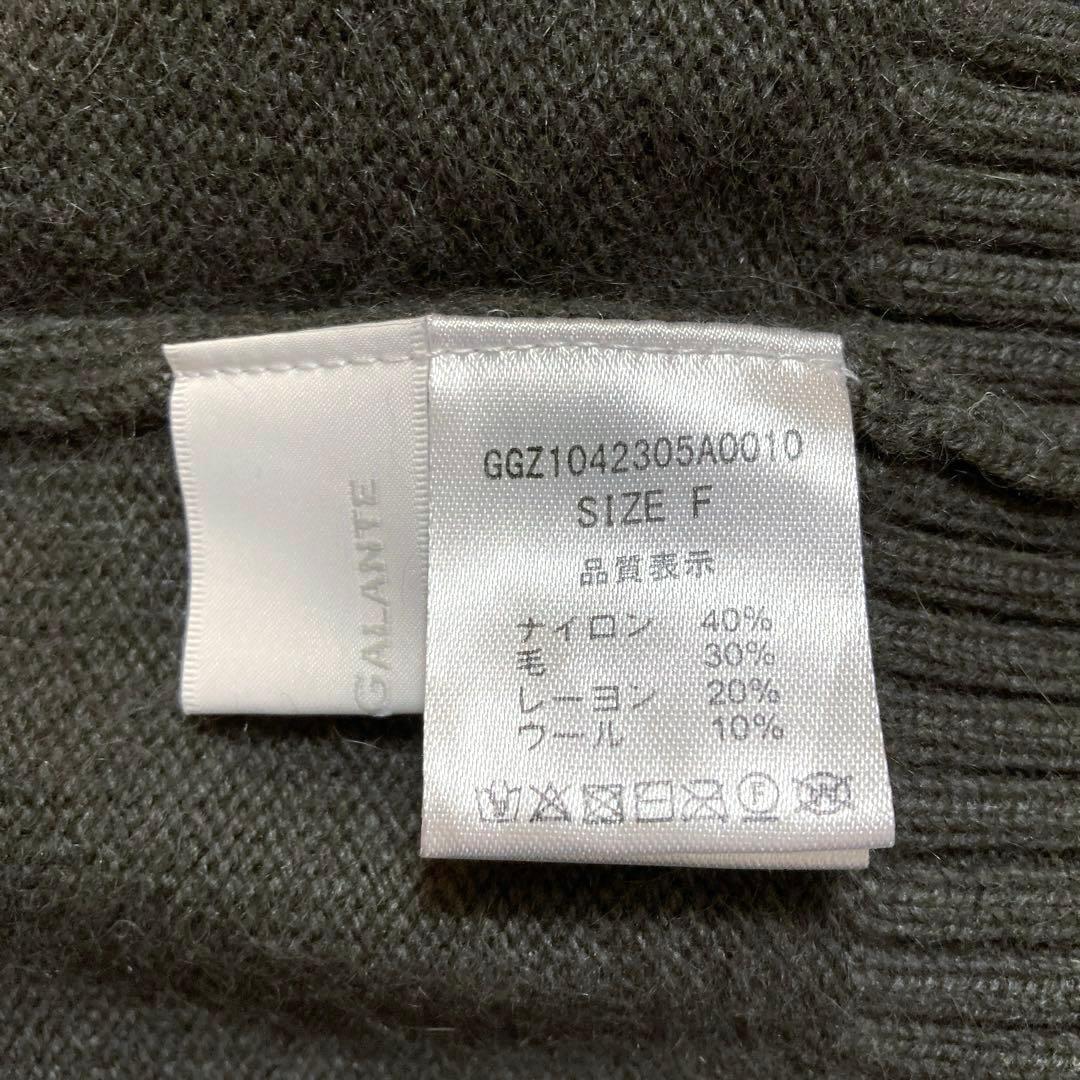 GALANTE
GGZ1042305A0010
SIZE F
品質表示
ナイロン 40%
毛 30%
レーヨン 20%
ウール 10%
F